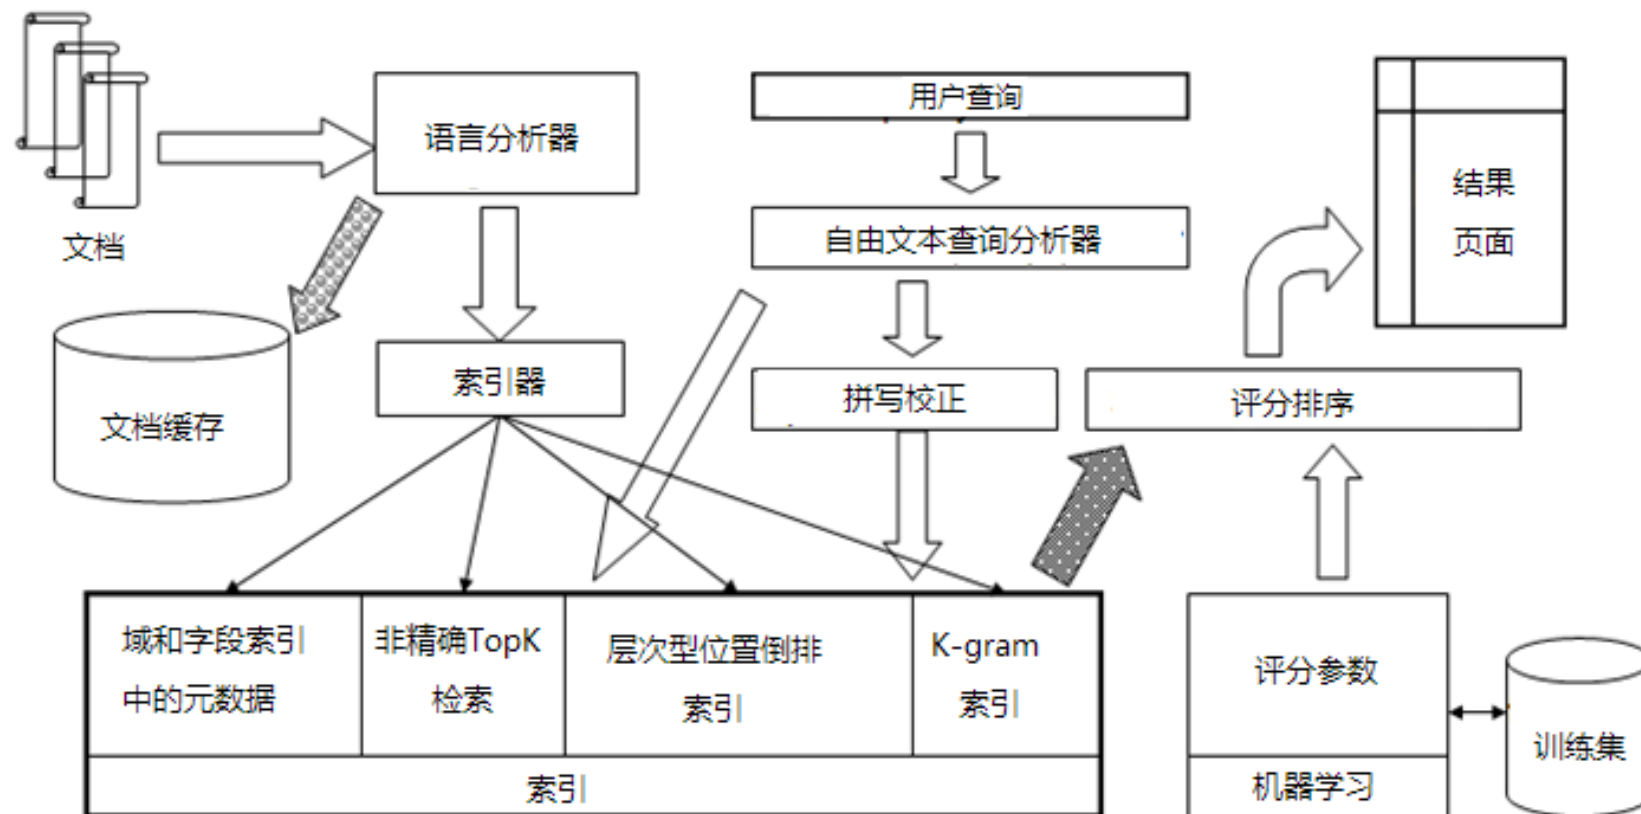 文档
语言分析器
文档缓存
索引器
用户查询
自由文本查询分析器
拼写校正
评分排序
结果
页面
域和字段索引
中的元数据
非精确TopK
检索
层次型位置倒排
索引
K-gram
索引
索引
评分参数
机器学习
训练集